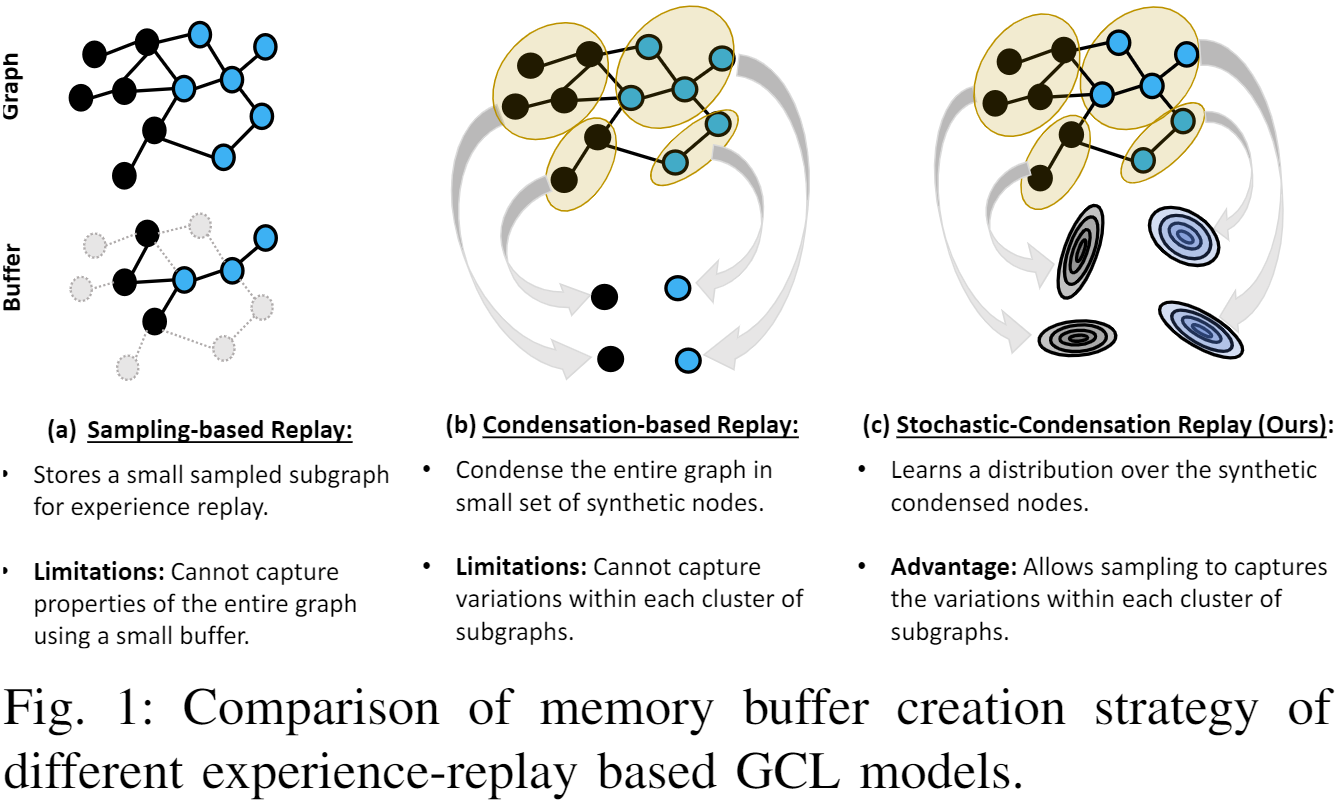 Graph
Buffer
(a) Sampling-based Replay:
• Stores a small sampled subgraph
for experience replay.
• Limitations: Cannot capture
properties of the entire graph
using a small buffer.
(b) Condensation-based Replay:
• Condense the entire graph in
small set of synthetic nodes.
• Limitations: Cannot capture
variations within each cluster of
subgraphs.
(c) Stochastic-Condensation Replay (Ours):
• Learns a distribution over the synthetic
condensed nodes.
• Advantage: Allows sampling to captures
the variations within each cluster of
subgraphs.
Fig. 1: Comparison of memory buffer creation strategy of
different experience-replay based GCL models.